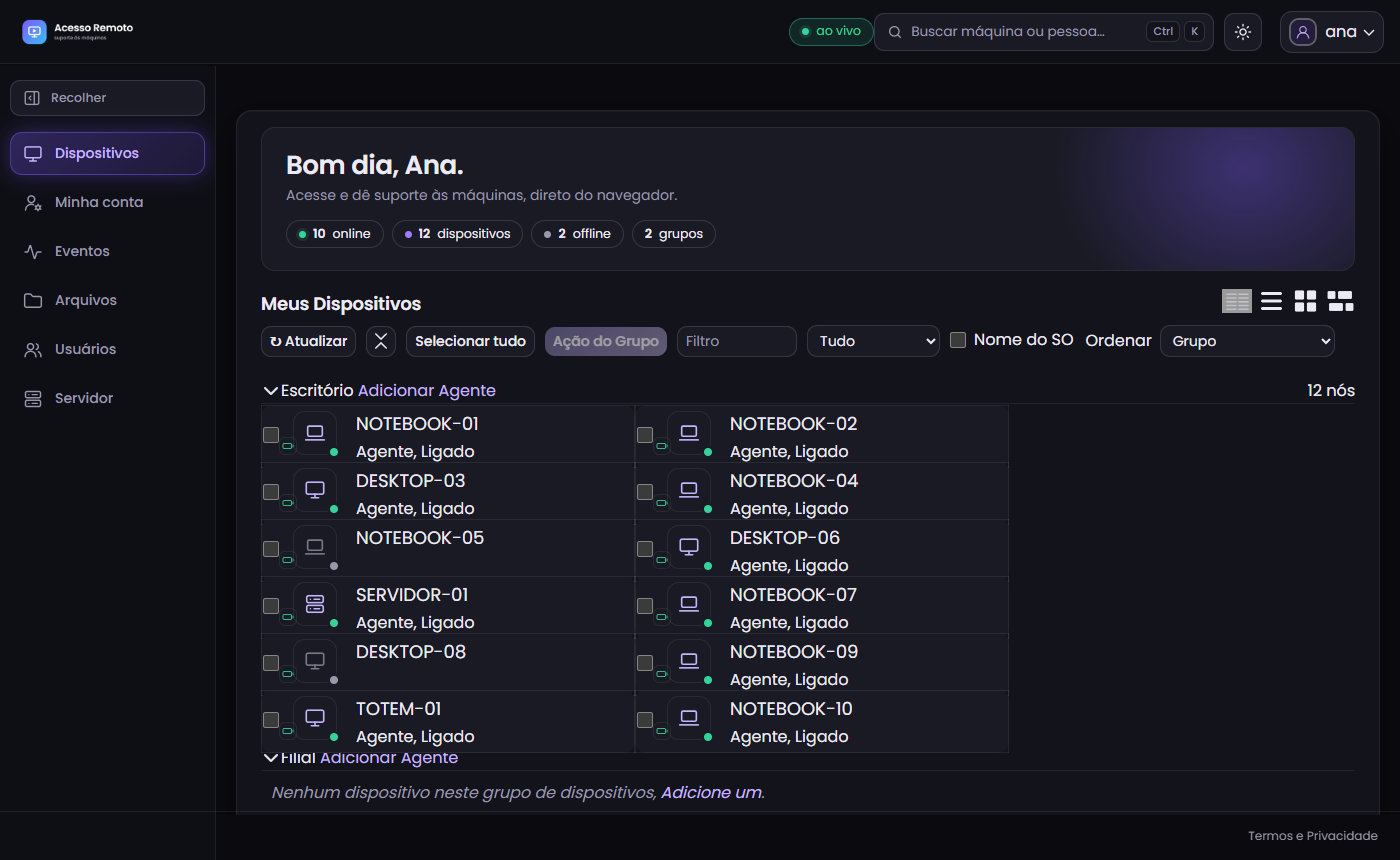 Acesso Remoto
suporte às máquinas
ao vivo
Buscar máquina ou pessoa...
Ctrl K
ana
Recolher
Dispositivos
Minha conta
Eventos
Arquivos
Usuários
Servidor
Bom dia, Ana.
Acesse e dê suporte às máquinas, direto do navegador.
10 online 12 dispositivos 2 offline 2 grupos
Meus Dispositivos
↻ Atualizar Selecionar tudo Ação do Grupo Filtro Tudo Nome do SO Ordenar Grupo
Escritório Adicionar Agente 12 nós
NOTEBOOK-01
Agente, Ligado
NOTEBOOK-02
Agente, Ligado
DESKTOP-03
Agente, Ligado
NOTEBOOK-04
Agente, Ligado
NOTEBOOK-05
DESKTOP-06
Agente, Ligado
SERVIDOR-01
Agente, Ligado
NOTEBOOK-07
Agente, Ligado
DESKTOP-08
NOTEBOOK-09
Agente, Ligado
TOTEM-01
Agente, Ligado
NOTEBOOK-10
Agente, Ligado
Filial Adicionar Agente
Nenhum dispositivo neste grupo de dispositivos, Adicione um.
Termos e Privacidade